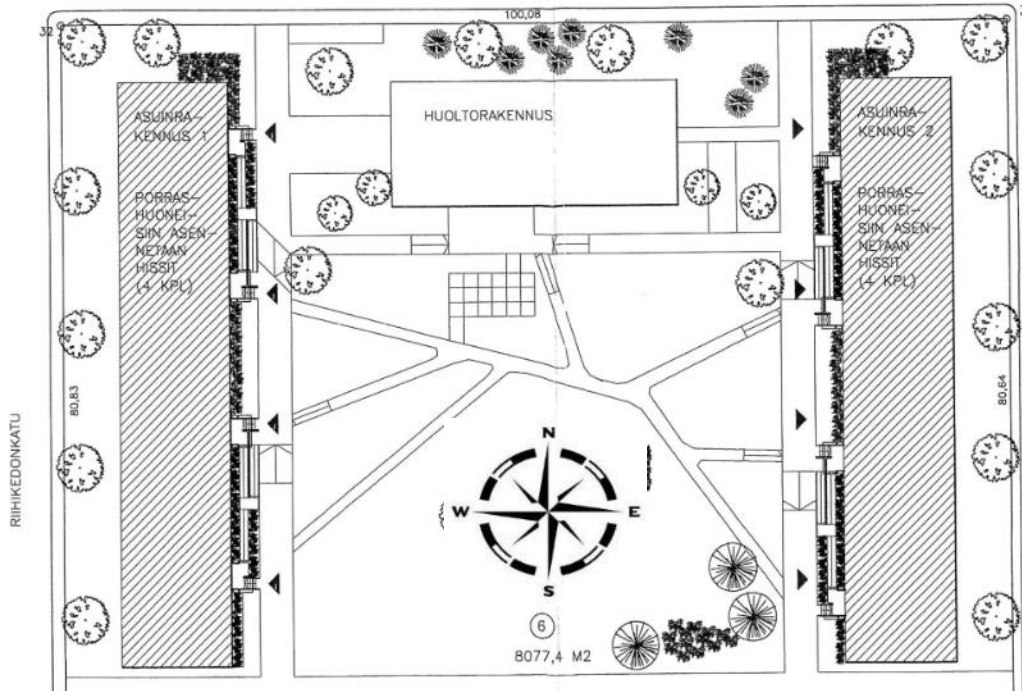 100,08
32
HUOLTORAKENNUS
ASUINRA-
KENNUS 1
PORRAS-
HUONEI-
SIIN ASEN-
NETAAN
HISSIT
(4 KPL)
ASUINRA-
KENNUS 2
PORRAS-
HUONEI-
SIIN ASEN-
NETAAN
HISSIT
(4 KPL)
80,83
80,64
RIIHIKEDONKATU
N
W
E
S
6
8077,4 M2